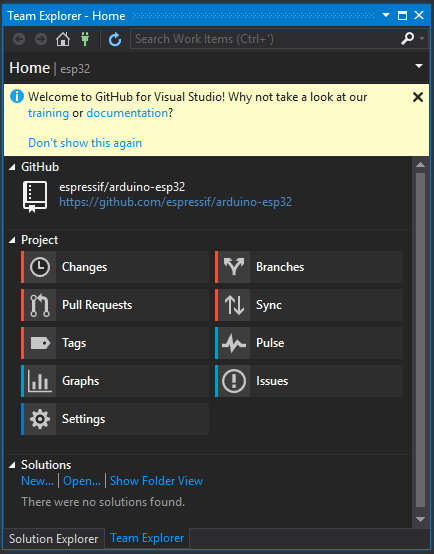 Team Explorer - Home
Search Work Items (Ctrl+')
Home | esp32
Welcome to GitHub for Visual Studio! Why not take a look at our
training or documentation?
Don't show this again
GitHub
espressif/arduino-esp32
https://github.com/espressif/arduino-esp32
Project
Changes
Branches
Pull Requests
Sync
Tags
Pulse
Graphs
Issues
Settings
Solutions
New... | Open... | Show Folder View
There were no solutions found.
Solution Explorer
Team Explorer